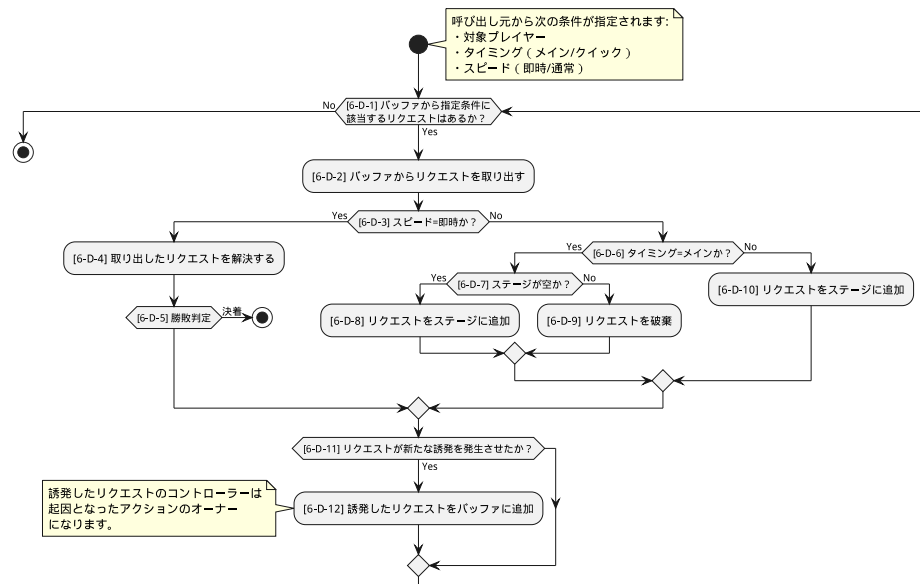 呼び出し元から次の条件が指定されます:
・対象プレイヤー
・タイミング（メイン/クイック）
・スピード（即時/通常）
No
[6-D-1] バッファから指定条件に
該当するリクエストはあるか？
Yes
[6-D-2] バッファからリクエストを取り出す
Yes
[6-D-3] スピード=即時か？
No
[6-D-4] 取り出したリクエストを解決する
Yes
[6-D-6] タイミング=メインか？
No
Yes
[6-D-7] ステージが空か？
No
[6-D-10] リクエストをステージに追加
[6-D-5] 勝敗判定
決着
[6-D-8] リクエストをステージに追加
[6-D-9] リクエストを破棄
[6-D-11] リクエストが新たな誘発を発生させたか？
Yes
誘発したリクエストのコントローラーは
起因となったアクションのオーナー
になります。
[6-D-12] 誘発したリクエストをバッファに追加